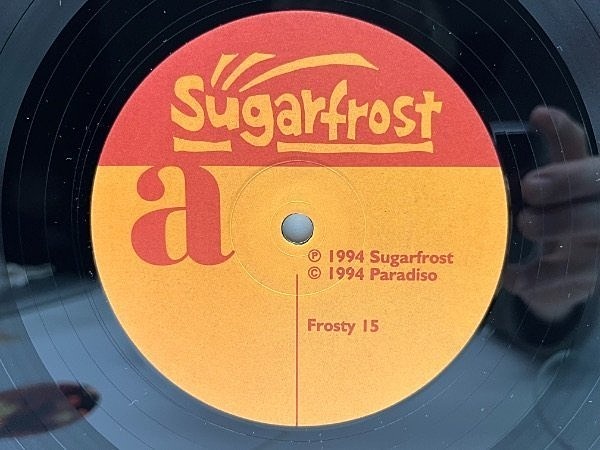 Sugarfrost
a
℗ 1994 Sugarfrost
© 1994 Paradiso
Frosty 15